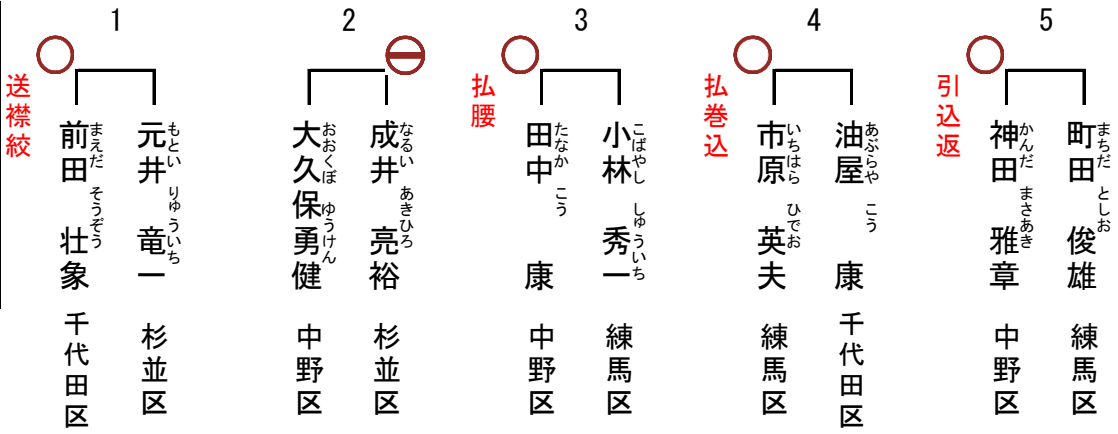 1
送襟絞
前田 壮象
まえだ そうぞう
千代田区
元井 竜一
もとい りゅういち
杉並区
2
大久保勇健
おおくぼ ゆうけん
中野区
成井 亮裕
なるい あきひろ
杉並区
3
払腰
田中 康
たなか こう
中野区
小林 秀一
こばやし しゅういち
練馬区
4
払巻込
市原 英夫
いちはら ひでお
練馬区
油屋 康
あぶらや こう
千代田区
5
引込返
神田 雅章
かんだ まさあき
中野区
町田 俊雄
まちだ としお
練馬区